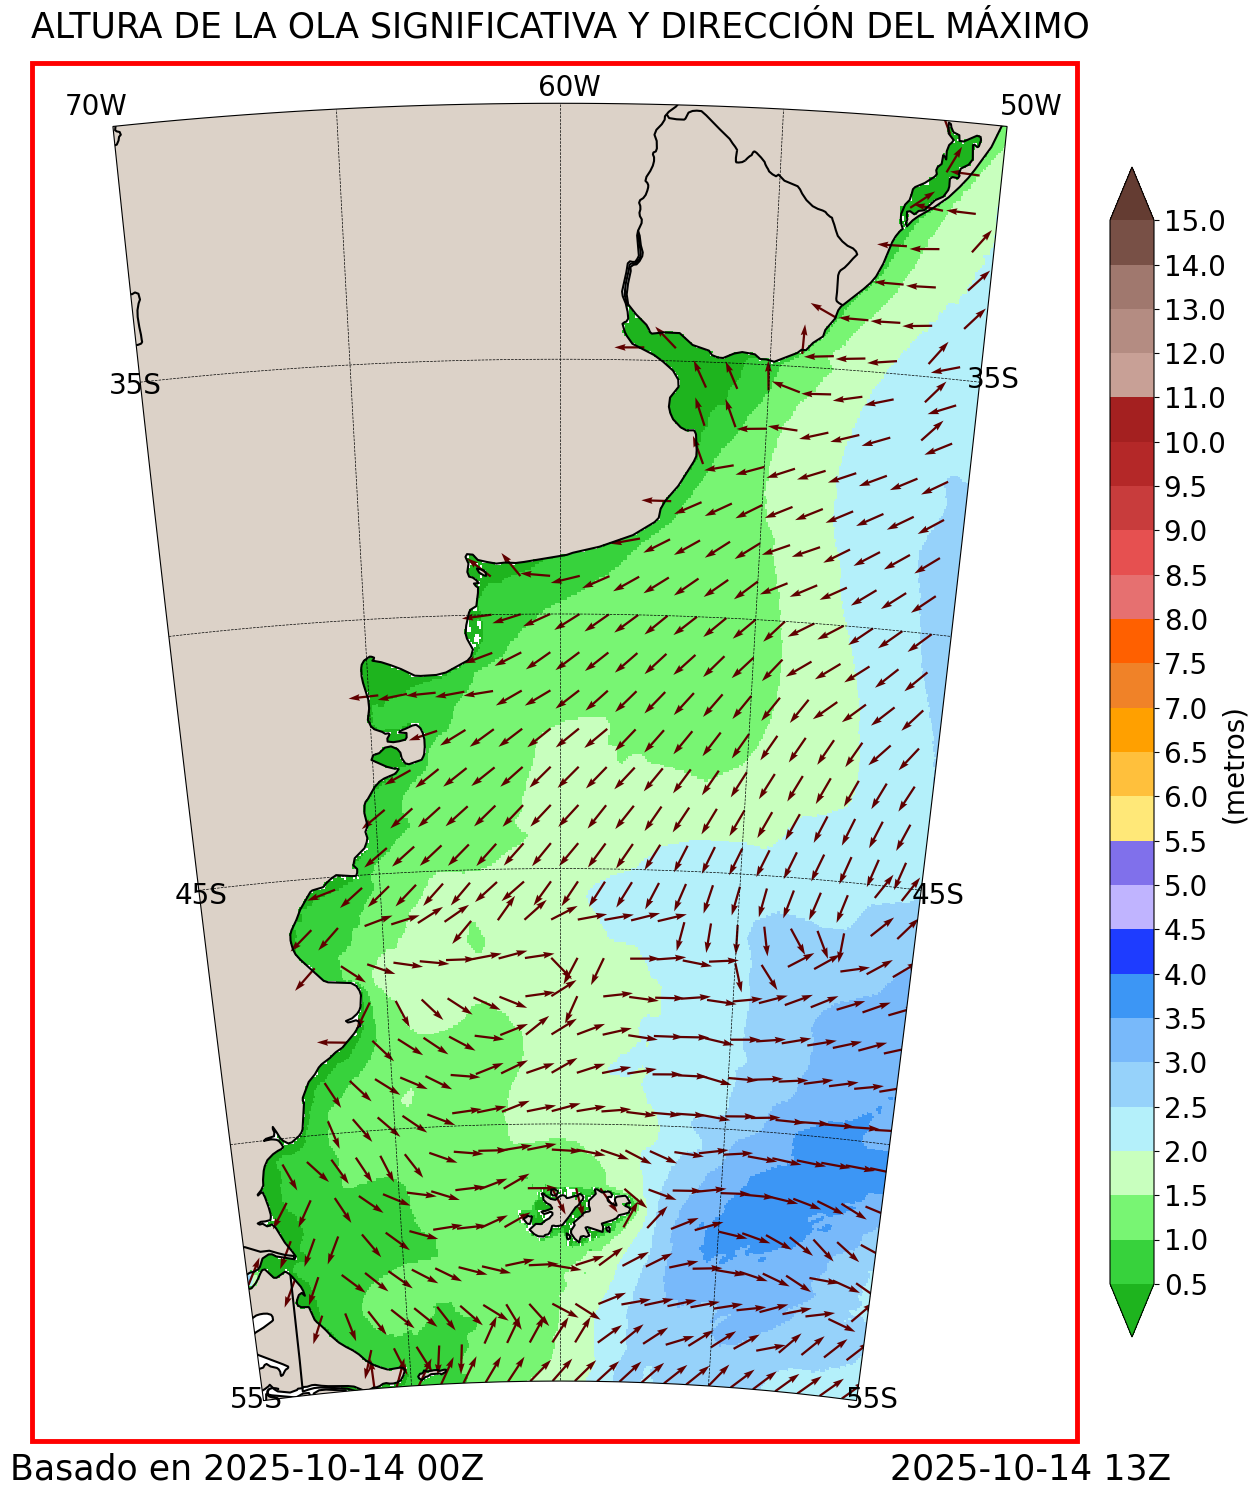 ALTURA DE LA OLA SIGNIFICATIVA Y DIRECCIÓN DEL MÁXIMO
70W
60W
50W
35S
35S
45S
45S
55S
55S
15.0
14.0
13.0
12.0
11.0
10.0
9.5
9.0
8.5
8.0
7.5
7.0
6.5
6.0
5.5
5.0
4.5
4.0
3.5
3.0
2.5
2.0
1.5
1.0
0.5
(metros)
Basado en 2025-10-14 00Z
2025-10-14 13Z